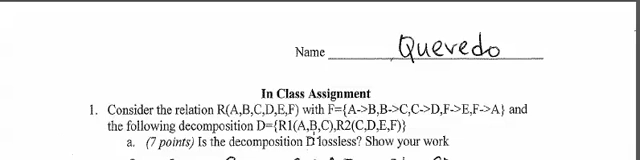 Name Quevedo
In Class Assignment
1. Consider the relation R(A,B,C,D,E,F) with F={A->B,B->C,C->D,F->E,F->A} and
the following decomposition D={R1(A,B,C),R2(C,D,E,F)}
a. (7 points) Is the decomposition D lossless? Show your work